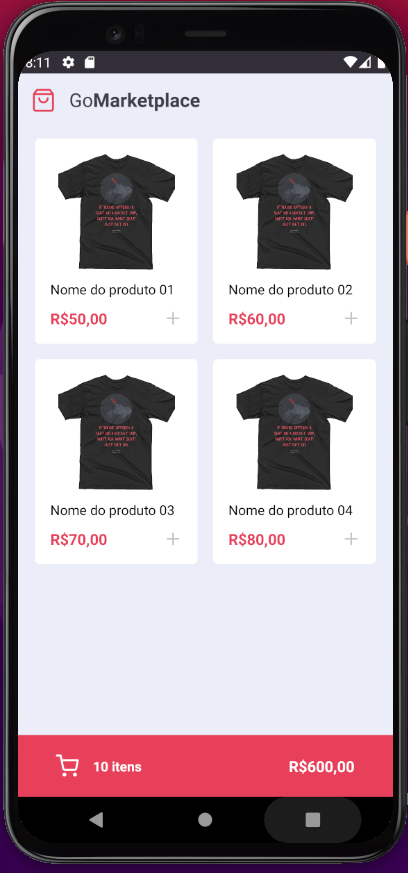 8:11
GoMarketplace
Nome do produto 01
R$50,00
+
Nome do produto 02
R$60,00
+
Nome do produto 03
R$70,00
+
Nome do produto 04
R$80,00
+
10 itens
R$600,00